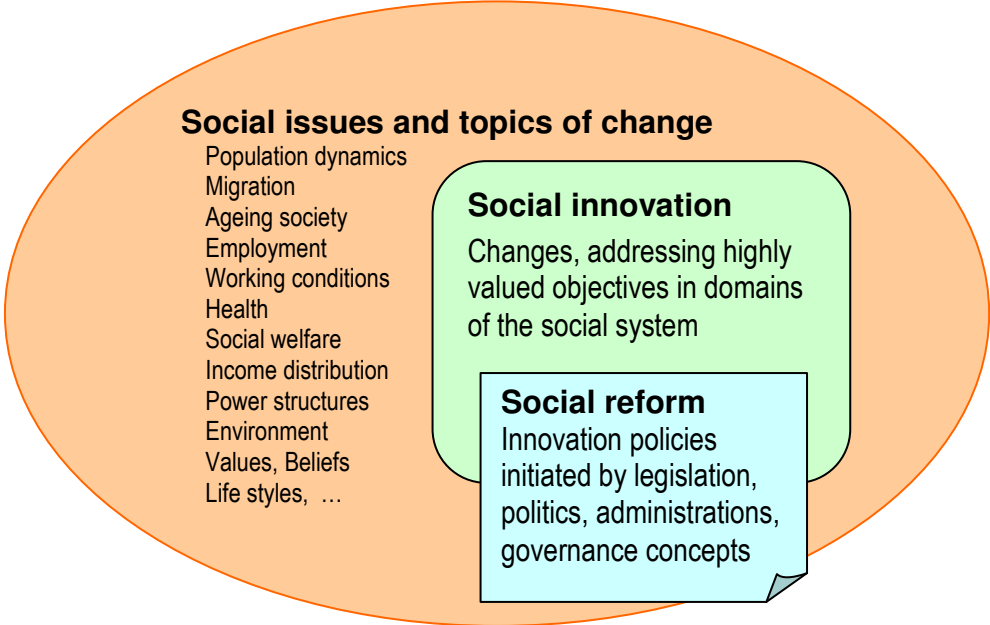 Social issues and topics of change
Population dynamics
Migration
Ageing society
Employment
Working conditions
Health
Social welfare
Income distribution
Power structures
Environment
Values, Beliefs
Life styles, …
Social innovation
Changes, addressing highly
valued objectives in domains
of the social system
Social reform
Innovation policies
initiated by legislation,
politics, administrations,
governance concepts